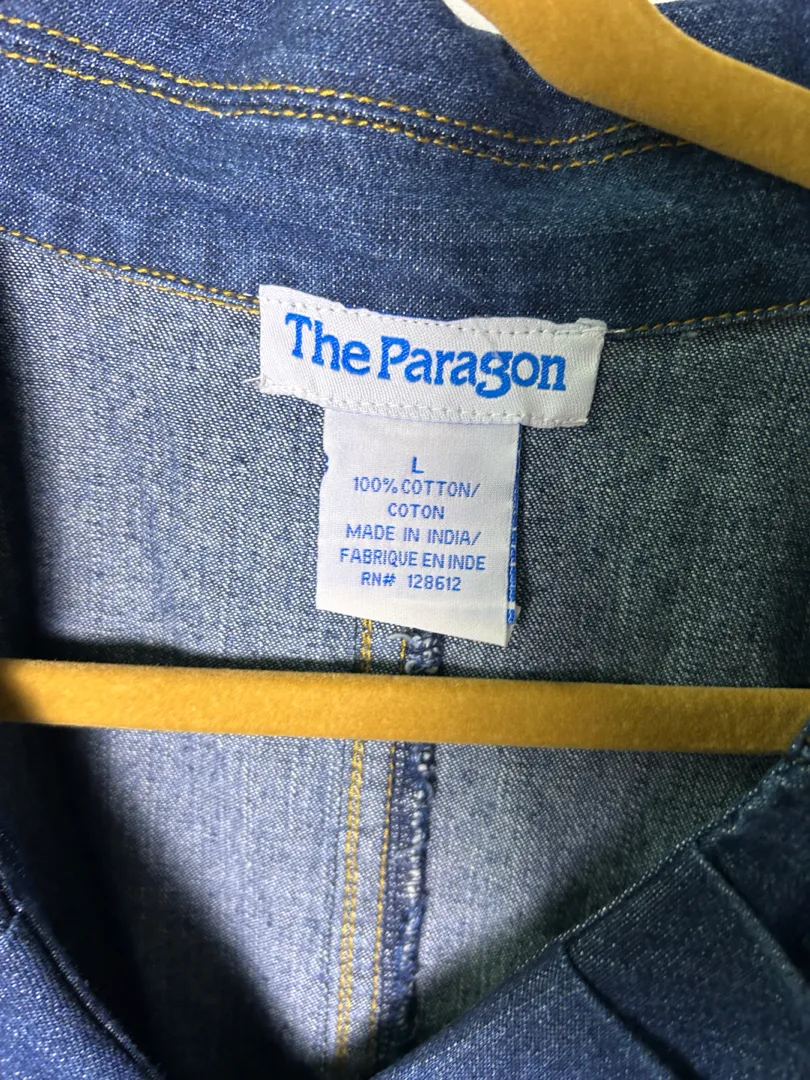 The Paragon
L
100% COTTON/
COTON
MADE IN INDIA/
FABRIQUE EN INDE
RN# 128612